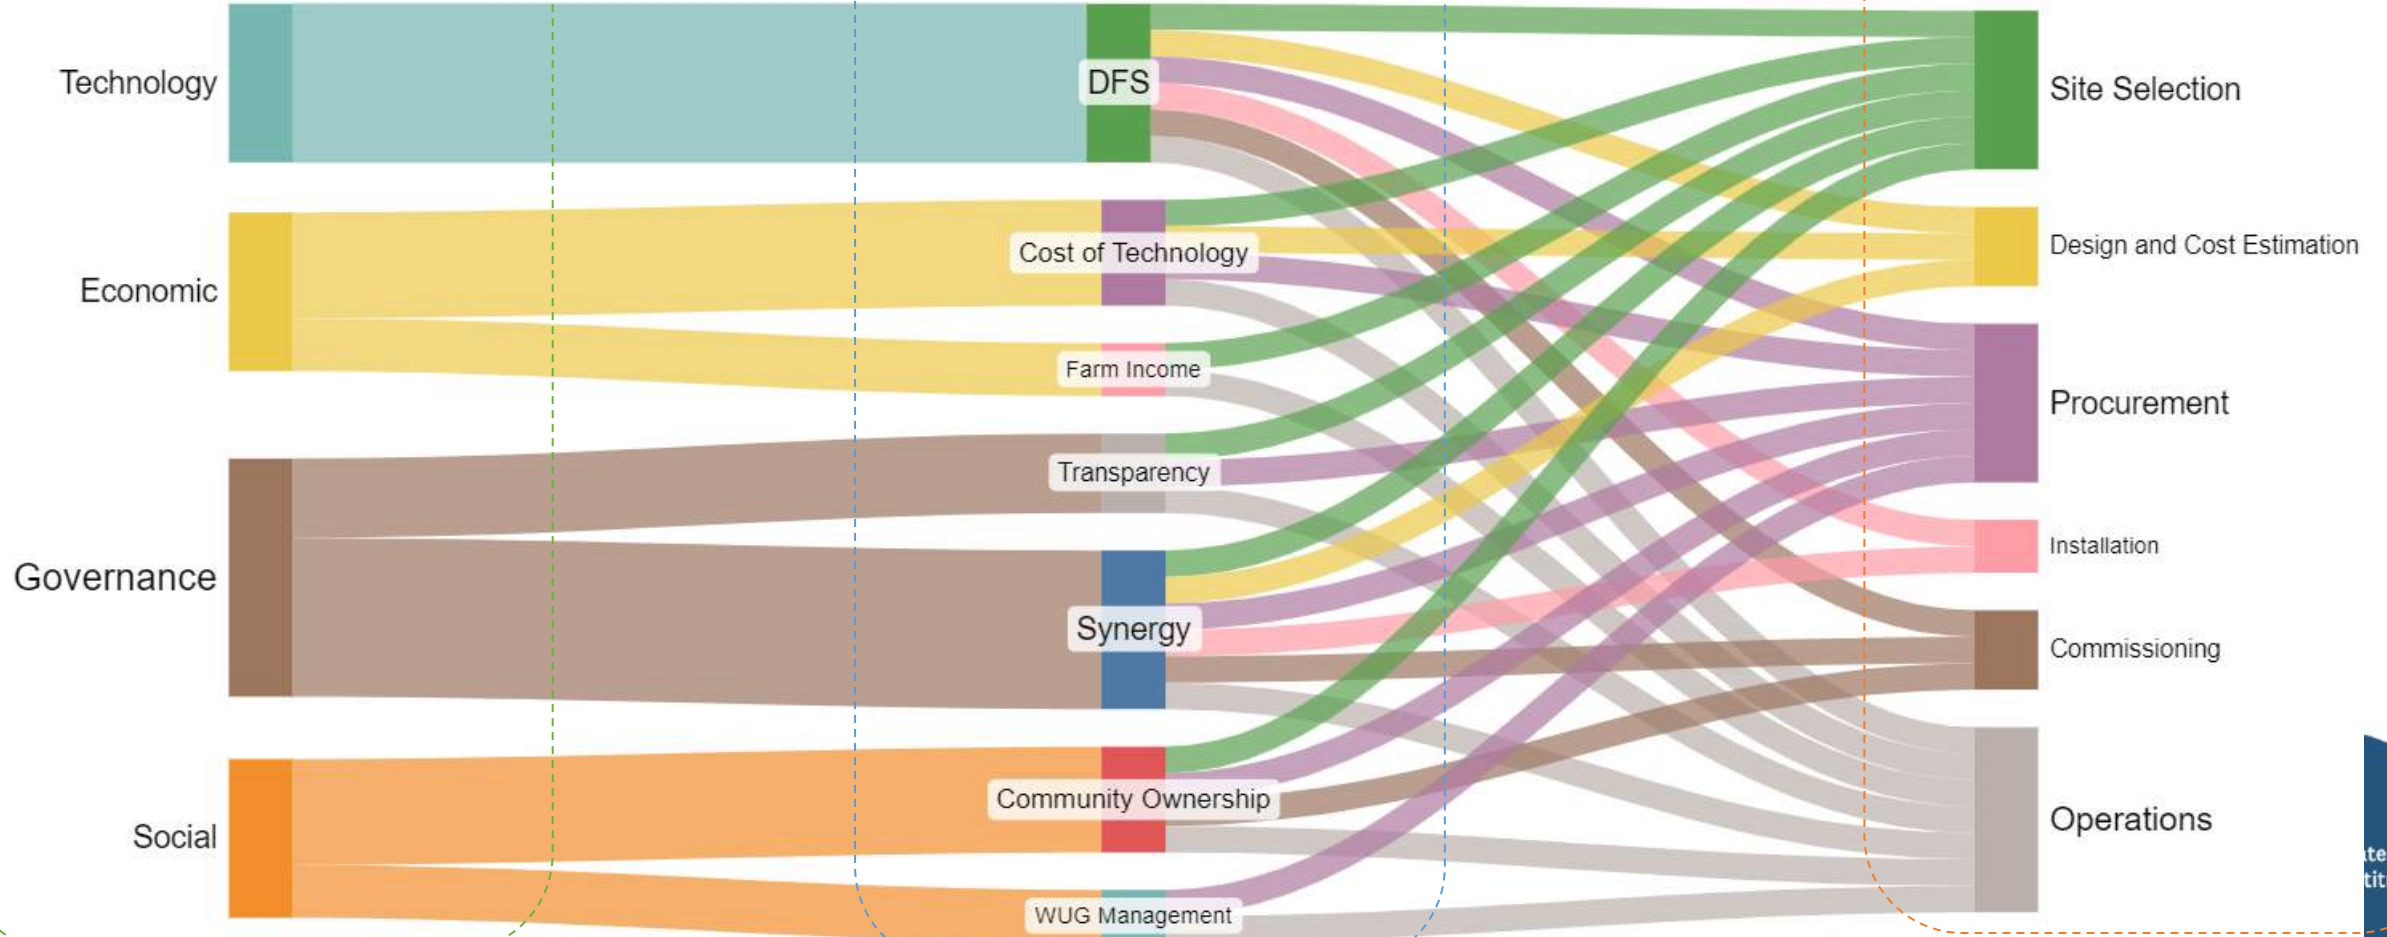 Technology
Economic
Governance
Social
DFS
Cost of Technology
Farm Income
Transparency
Synergy
Community Ownership
WUG Management
Site Selection
Design and Cost Estimation
Procurement
Installation
Commissioning
Operations